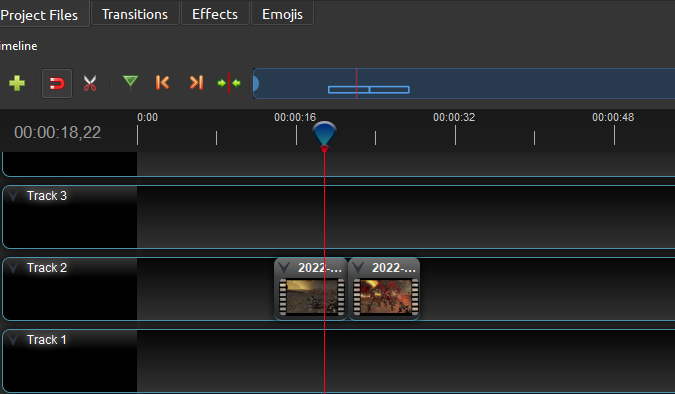 Project Files Transitions Effects Emojis
imeline
00:00:18,22 0:00 00:00:16 00:00:32 00:00:48
Track 3
Track 2 2022-... 2022-...
Track 1